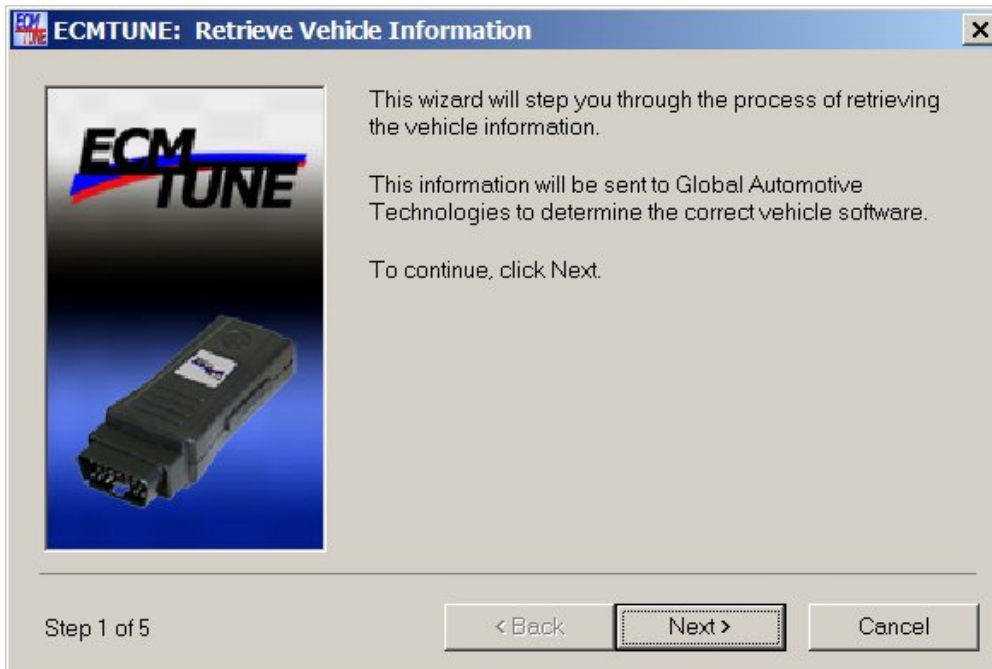 ECM TUNE
ECMTUNE: Retrieve Vehicle Information
ECM
TUNE
This wizard will step you through the process of retrieving
the vehicle information.
This information will be sent to Global Automotive
Technologies to determine the correct vehicle software.
To continue, click Next.
Step 1 of 5
< Back
Next >
Cancel